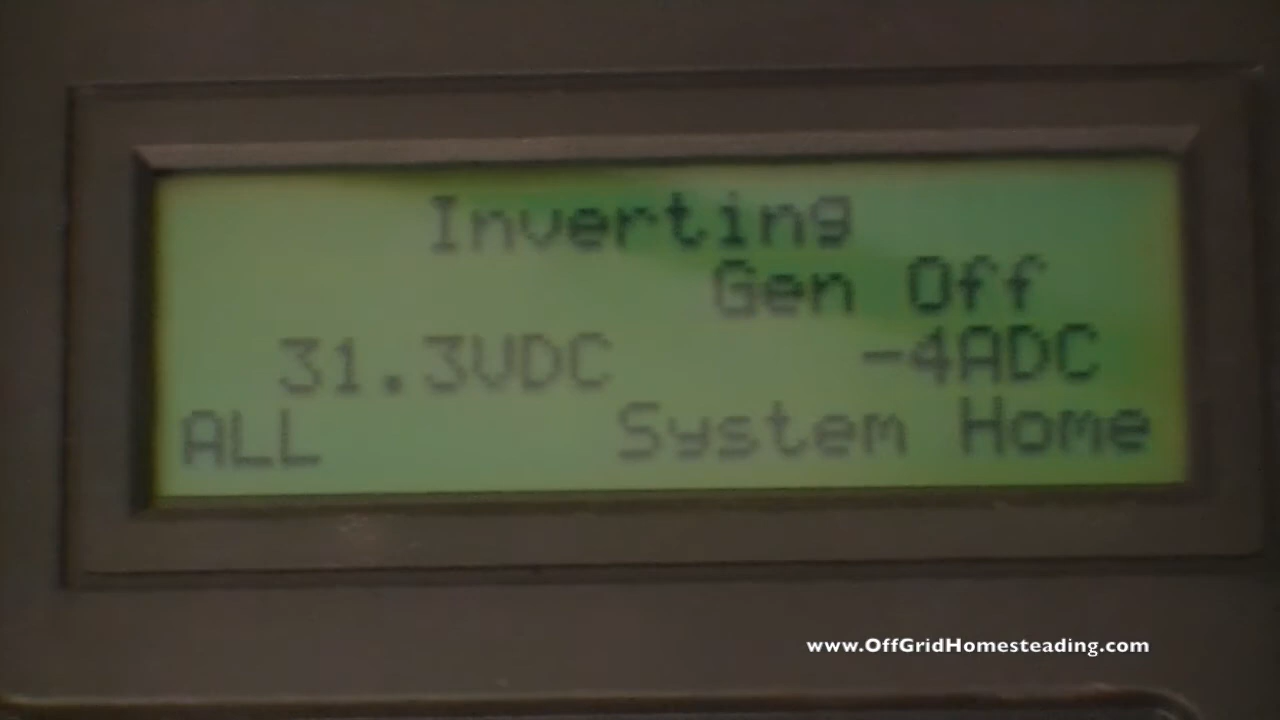 Inverting
Gen Off
31.3VDC -4ADC
ALL System Home
www.OffGridHomesteading.com